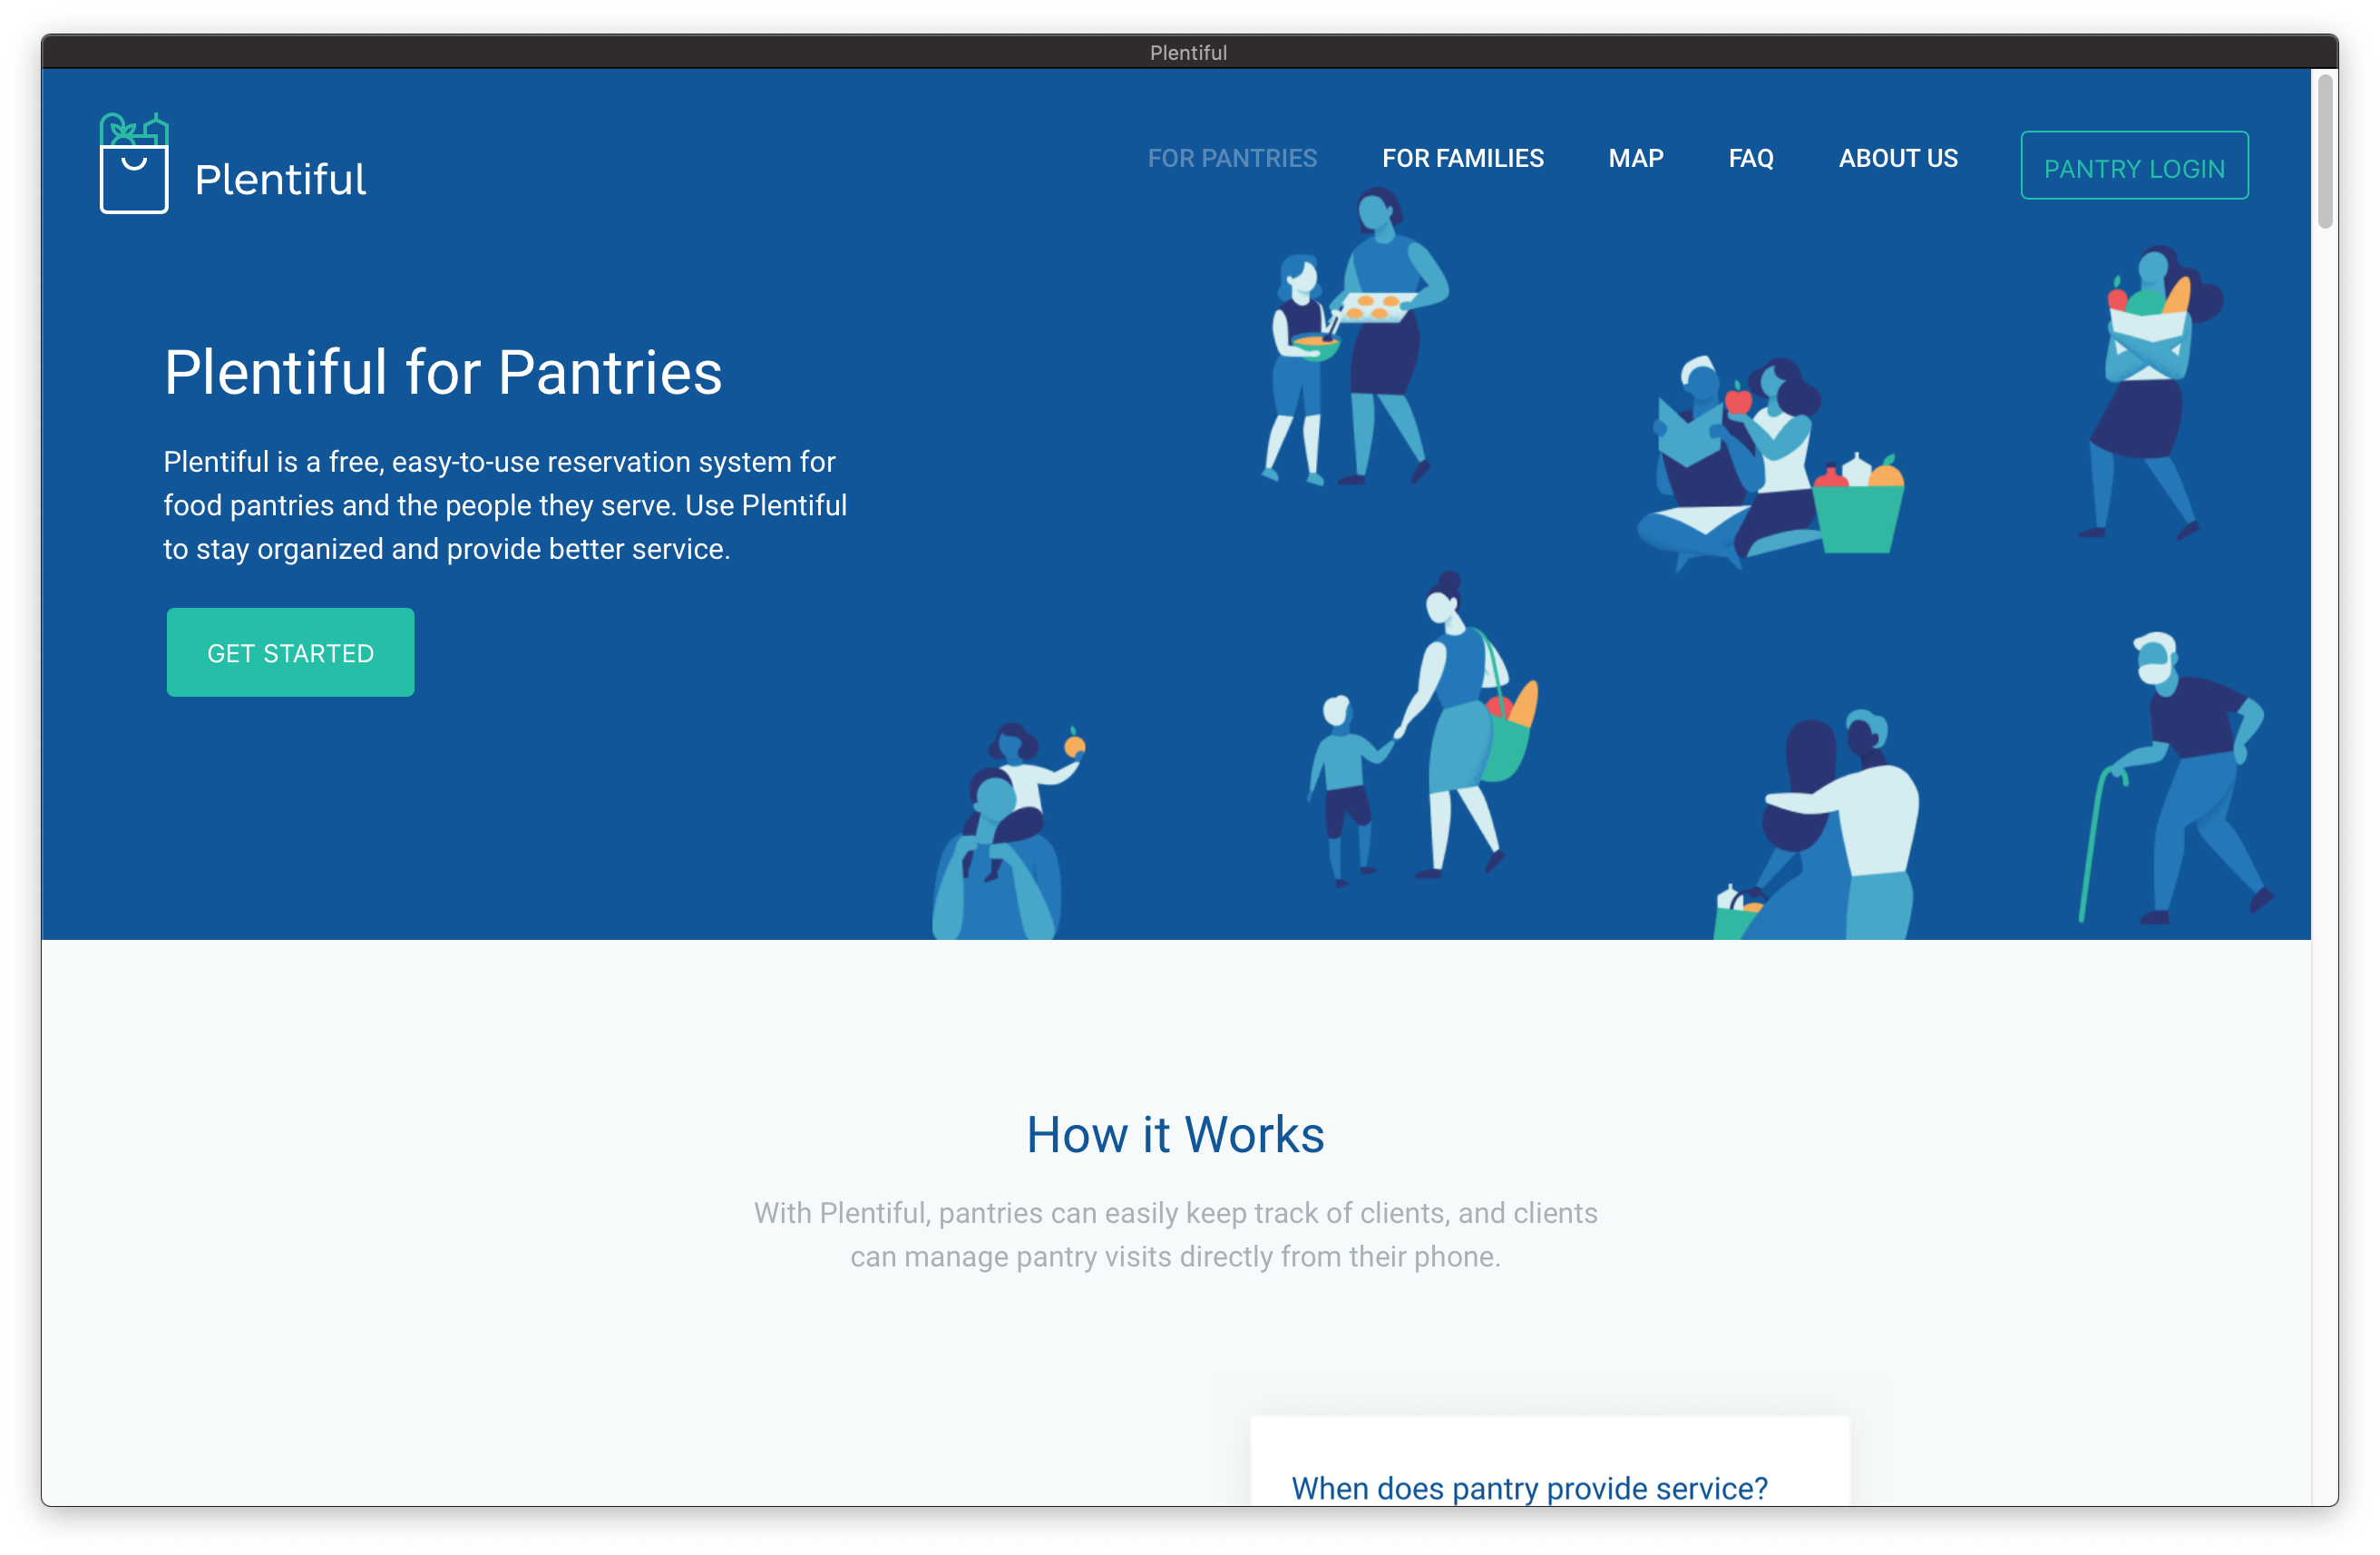 Plentiful
Plentiful
FOR PANTRIES
FOR FAMILIES
MAP
FAQ
ABOUT US
PANTRY LOGIN
Plentiful for Pantries
Plentiful is a free, easy-to-use reservation system for
food pantries and the people they serve. Use Plentiful
to stay organized and provide better service.
GET STARTED
How it Works
With Plentiful, pantries can easily keep track of clients, and clients
can manage pantry visits directly from their phone.
When does pantry provide service?